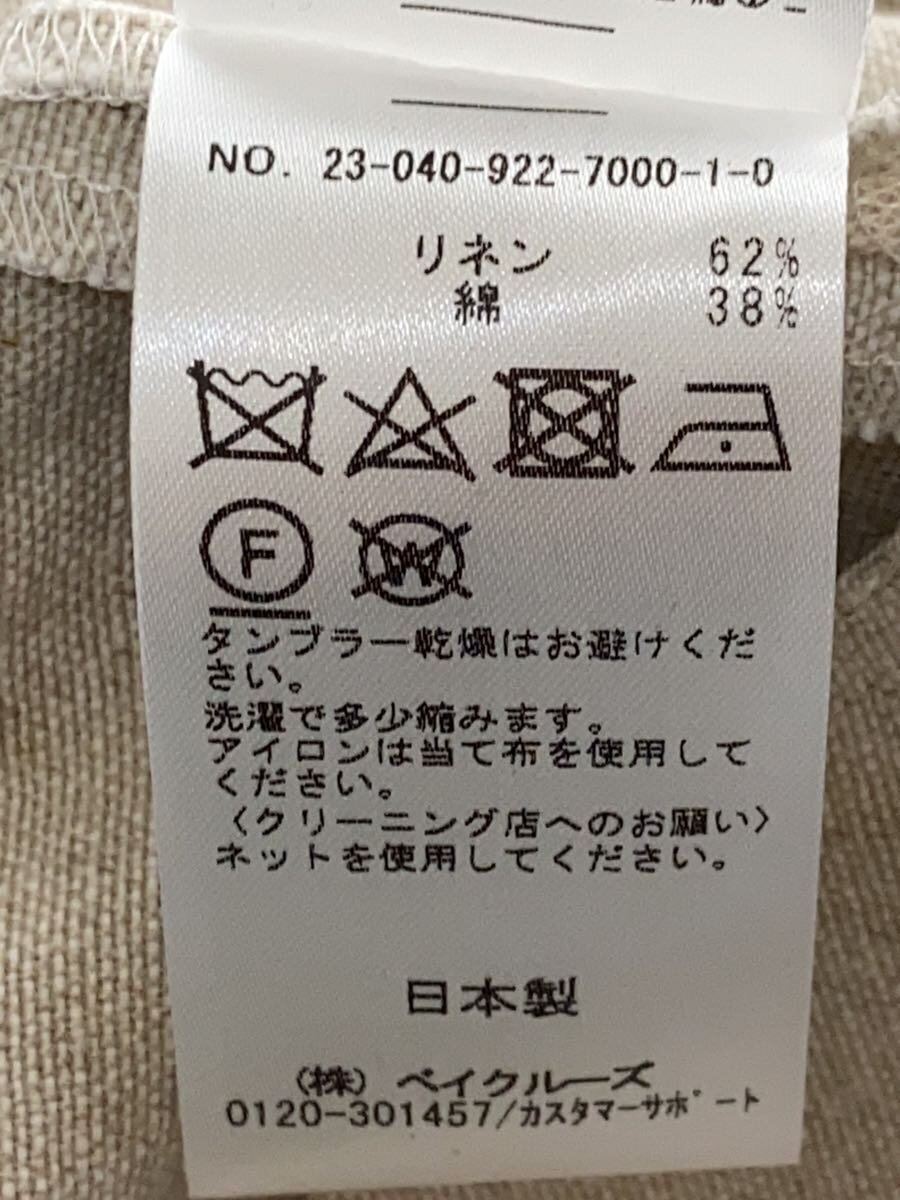 NO. 23-040-922-7000-1-0
リネン 62%
綿 38%
F
W
タンブラー乾燥はお避けくだ
さい。
洗濯で多少縮みます。
アイロンは当て布を使用して
ください。
〈クリーニング店へのお願い〉
ネットを使用してください。
日本製
(株) ベイクルーズ
0120-301457/カスタマーサポート